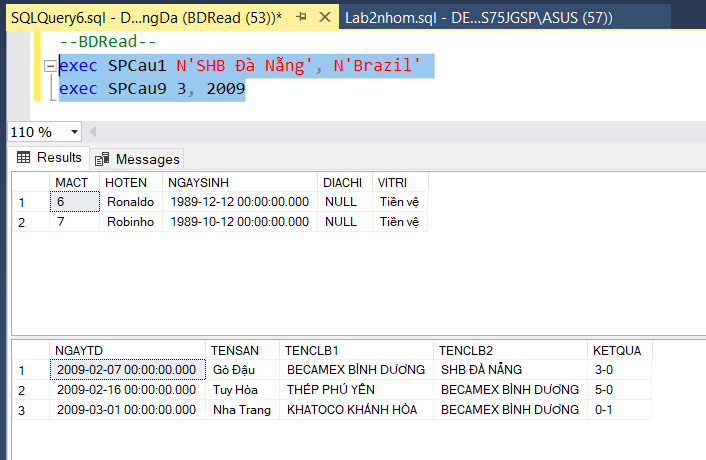 SQLQuery6.sql - D...ngDa (BDRead (53))* Lab2nhom.sql - DE...S75JGSP\ASUS (57))
--BDRead--
exec SPCau1 N'SHB Đà Nẵng', N'Brazil'
exec SPCau9 3, 2009
110 %
Results Messages
MACT HOTEN NGAYSINH DIACHI VITRI
1 6 Ronaldo 1989-12-12 00:00:00.000 NULL Tiền vệ
2 7 Robinho 1989-10-12 00:00:00.000 NULL Tiền vệ
NGAYTD TENSAN TENCLB1 TENCLB2 KETQUA
1 2009-02-07 00:00:00.000 Gò Đậu BECAMEX BÌNH DƯƠNG SHB ĐÀ NẴNG 3-0
2 2009-02-16 00:00:00.000 Tuy Hòa THÉP PHÚ YÊN BECAMEX BÌNH DƯƠNG 5-0
3 2009-03-01 00:00:00.000 Nha Trang KHATOCO KHÁNH HÒA BECAMEX BÌNH DƯƠNG 0-1